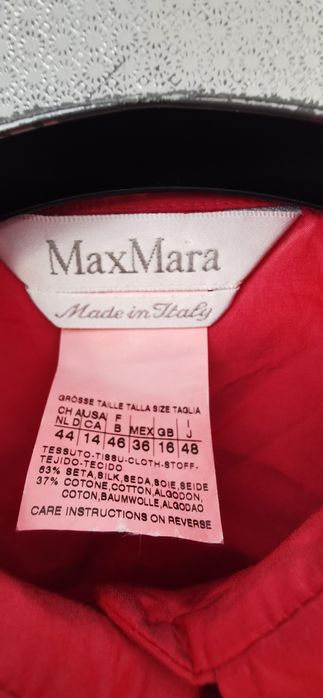 MaxMara
Made in Italy
GRÖSSE TAILLE TALLA SIZE TAGLIA
CH AUSA F I
NL D CA B MEX GB J
44 14 46 36 16 48
TESSUTO-TISSU-CLOTH-STOFF-
TEJIDO-TECIDO
63% SETA,SILK,SEDA,SOIE,SEIDE
37% COTONE,COTTON,ALGODON,
COTON,BAUMWOLLE,ALGODAO
CARE INSTRUCTIONS ON REVERSE